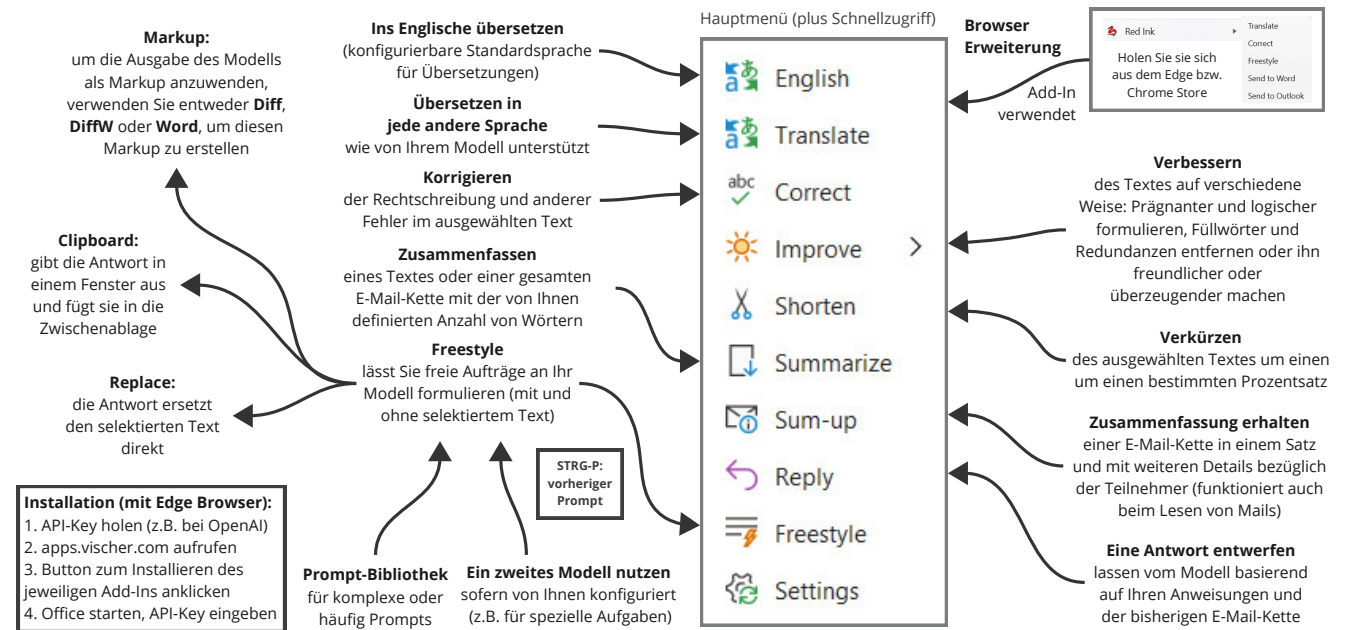 Markup:
um die Ausgabe des Modells
als Markup anzuwenden,
verwenden Sie entweder Diff,
DiffW oder Word, um diesen
Markup zu erstellen
Clipboard:
gibt die Antwort in
einem Fenster aus
und fügt sie in die
Zwischenablage
Replace:
die Antwort ersetzt
den selektierten Text
direkt
Installation (mit Edge Browser):
1. API-Key holen (z.B. bei OpenAI)
2. apps.vischer.com aufrufen
3. Button zum Installieren des
jeweiligen Add-Ins anklicken
4. Office starten, API-Key eingeben
Ins Englische übersetzen
(konfigurierbare Standardsprache
für Übersetzungen)
Übersetzen in
jede andere Sprache
wie von Ihrem Modell unterstützt
Korrigieren
der Rechtschreibung und anderer
Fehler im ausgewählten Text
Zusammenfassen
eines Textes oder einer gesamten
E-Mail-Kette mit der von Ihnen
definierten Anzahl von Wörtern
Freestyle
lässt Sie freie Aufträge an Ihr
Modell formulieren (mit und
ohne selektiertem Text)
STRG-P:
vorheriger
Prompt
Prompt-Bibliothek
für komplexe oder
häufig Prompts
Ein zweites Modell nutzen
sofern von Ihnen konfiguriert
(z.B. für spezielle Aufgaben)
Hauptmenü (plus Schnellzugriff)
English
Translate
abc
Correct
Improve
Shorten
Summarize
Sum-up
Reply
Freestyle
Settings
Browser
Erweiterung
Add-In
verwendet
Red Ink
Holen Sie sie sich
aus dem Edge bzw.
Chrome Store
Translate
Correct
Freestyle
Send to Word
Send to Outlook
Verbessern
des Textes auf verschiedene
Weise: Prägnanter und logischer
formulieren, Füllwörter und
Redundanzen entfernen oder ihn
freundlicher oder
überzeugender machen
Verkürzen
des ausgewählten Textes um einen
um einen bestimmten Prozentsatz
Zusammenfassung erhalten
einer E-Mail-Kette in einem Satz
und mit weiteren Details bezüglich
der Teilnehmer (funktioniert auch
beim Lesen von Mails)
Eine Antwort entwerfen
lassen vom Modell basierend
auf Ihren Anweisungen und
der bisherigen E-Mail-Kette